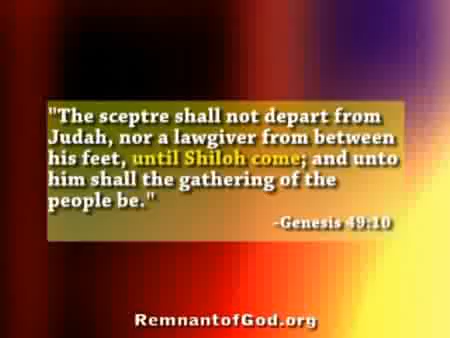 "The sceptre shall not depart from
Judah, nor a lawgiver from between
his feet, until Shiloh come; and unto
him shall the gathering of the
people be."
-Genesis 49:10
RemnantofGod.org